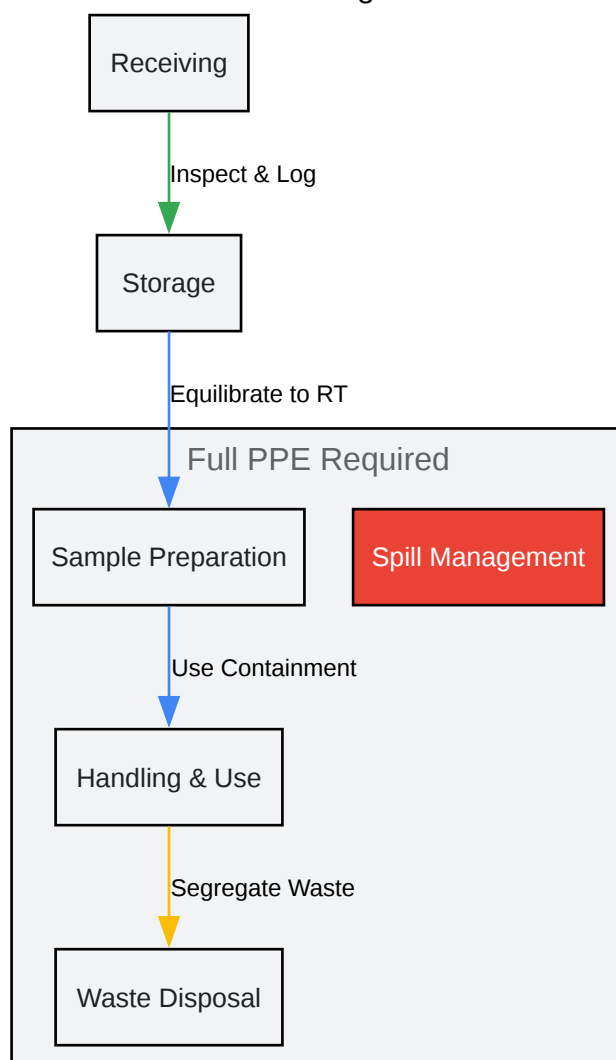 Receiving
Inspect & Log
Storage
Equilibrate to RT
Full PPE Required
Sample Preparation
Spill Management
Use Containment
Handling & Use
Segregate Waste
Waste Disposal